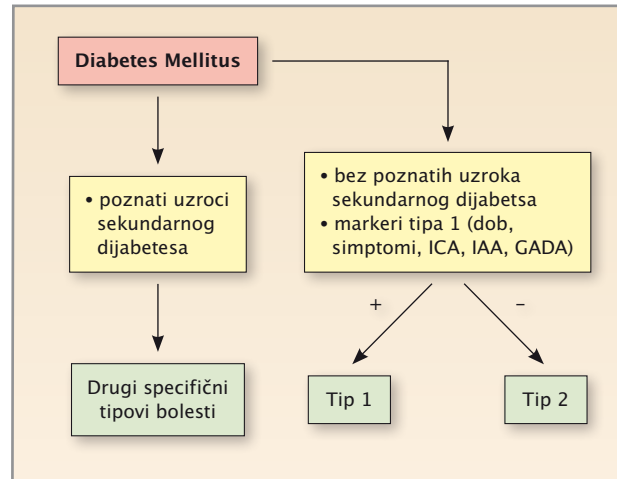 Diabetes Mellitus
• poznati uzroci
sekundarnog
dijabetesa
• bez poznatih uzroka
sekundarnog dijabetsa
• markeri tipa 1 (dob,
simptomi, ICA, IAA, GADA)
+
–
Drugi specifični
tipovi bolesti
Tip 1
Tip 2